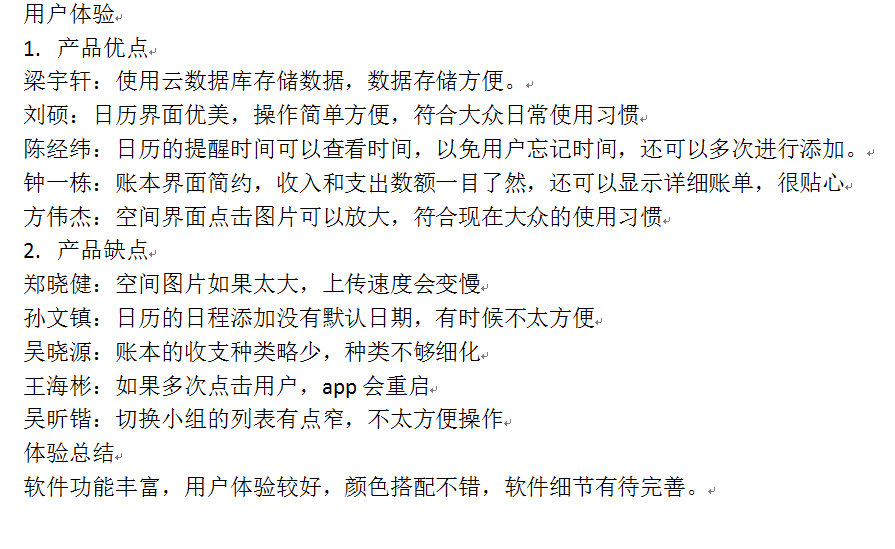 用户体验
1. 产品优点
梁宇轩：使用云数据库存储数据，数据存储方便。
刘硕：日历界面优美，操作简单方便，符合大众日常使用习惯
陈经纬：日历的提醒时间可以查看时间，以免用户忘记时间，还可以多次进行添加。
钟一栋：账本界面简约，收入和支出数额一目了然，还可以显示详细账单，很贴心
方伟杰：空间界面点击图片可以放大，符合现在大众的使用习惯
2. 产品缺点
郑晓健：空间图片如果太大，上传速度会变慢
孙文镇：日历的日程添加没有默认日期，有时候不太方便
吴晓源：账本的收支种类略少，种类不够细化
王海彬：如果多次点击用户，app 会重启
吴昕锴：切换小组的列表有点窄，不太方便操作
体验总结
软件功能丰富，用户体验较好，颜色搭配不错，软件细节有待完善。